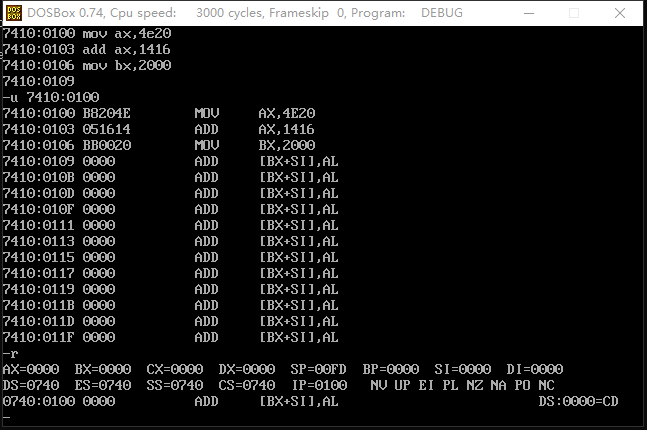 DOSBox 0.74, Cpu speed: 3000 cycles, Frameskip 0, Program: DEBUG
7410:0100 mov ax,4e20
7410:0103 add ax,1416
7410:0106 mov bx,2000
7410:0109
-u 7410:0100
7410:0100 B8204E MOV AX,4E20
7410:0103 051614 ADD AX,1416
7410:0106 BB0020 MOV BX,2000
7410:0109 0000 ADD [BX+SI],AL
7410:010B 0000 ADD [BX+SI],AL
7410:010D 0000 ADD [BX+SI],AL
7410:010F 0000 ADD [BX+SI],AL
7410:0111 0000 ADD [BX+SI],AL
7410:0113 0000 ADD [BX+SI],AL
7410:0115 0000 ADD [BX+SI],AL
7410:0117 0000 ADD [BX+SI],AL
7410:0119 0000 ADD [BX+SI],AL
7410:011B 0000 ADD [BX+SI],AL
7410:011D 0000 ADD [BX+SI],AL
7410:011F 0000 ADD [BX+SI],AL
-r
AX=0000 BX=0000 CX=0000 DX=0000 SP=00FD BP=0000 SI=0000 DI=0000
DS=0740 ES=0740 SS=0740 CS=0740 IP=0100 NV UP EI PL NZ NA PO NC
0740:0100 0000 ADD [BX+SI],AL DS:0000=CD
-